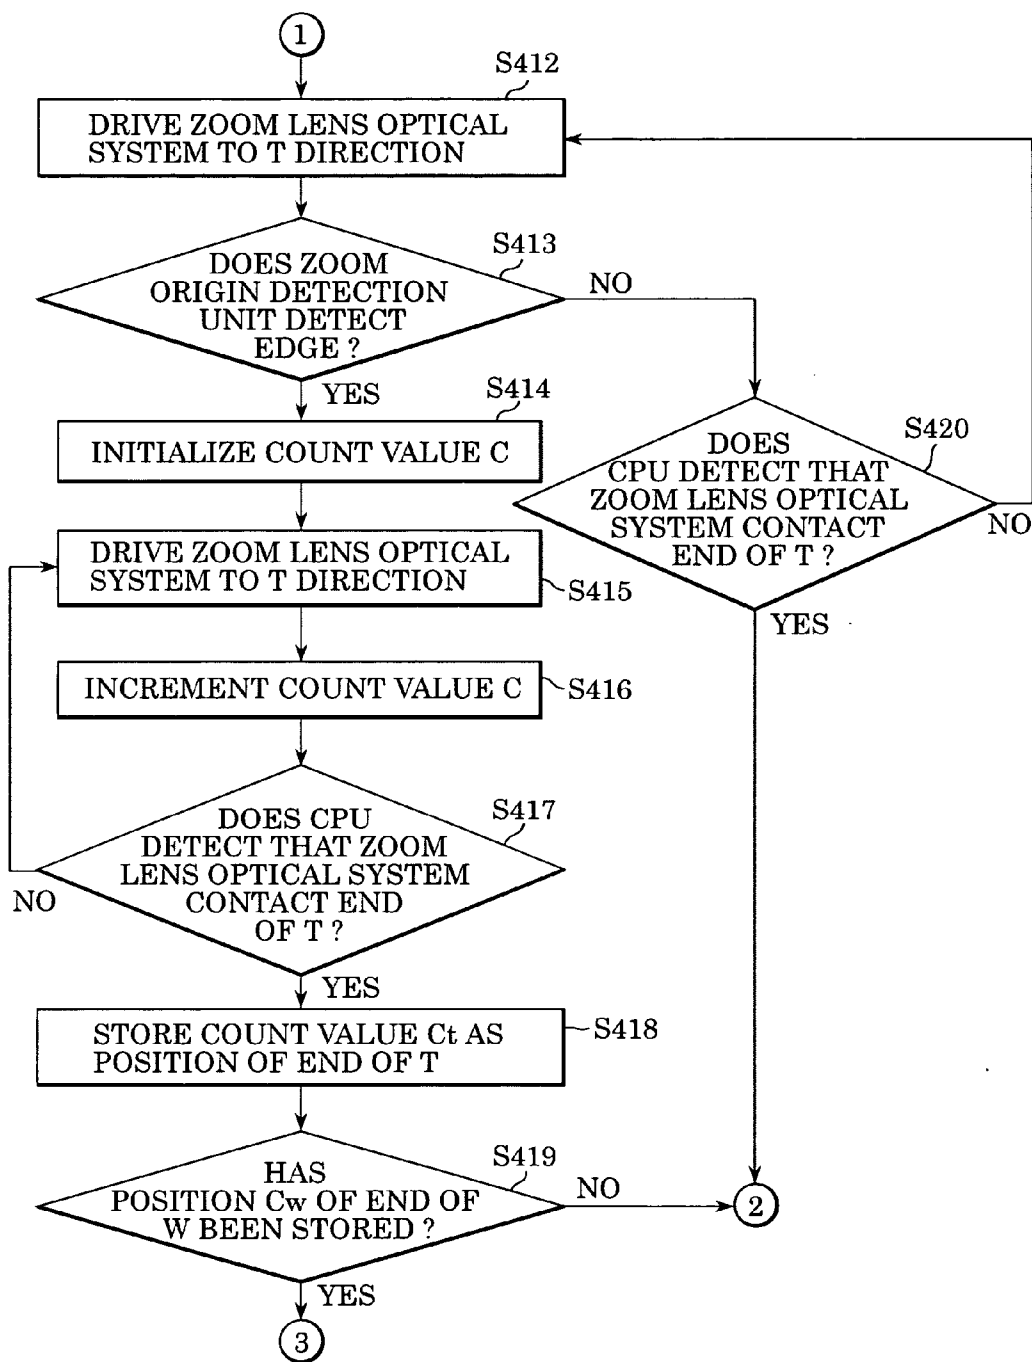 1
S412
DRIVE ZOOM LENS OPTICAL
SYSTEM TO T DIRECTION
S413
DOES ZOOM
ORIGIN DETECTION
UNIT DETECT
EDGE ?
NO
YES
S414
INITIALIZE COUNT VALUE C
S420
DOES
CPU DETECT THAT
ZOOM LENS OPTICAL
SYSTEM CONTACT
END OF T ?
NO
YES
DRIVE ZOOM LENS OPTICAL
SYSTEM TO T DIRECTION
S415
INCREMENT COUNT VALUE C
S416
S417
DOES CPU
DETECT THAT ZOOM
LENS OPTICAL SYSTEM
CONTACT END
OF T ?
NO
YES
STORE COUNT VALUE Ct AS
POSITION OF END OF T
S418
S419
HAS
POSITION Cw OF END OF
W BEEN STORED ?
NO
2
YES
3